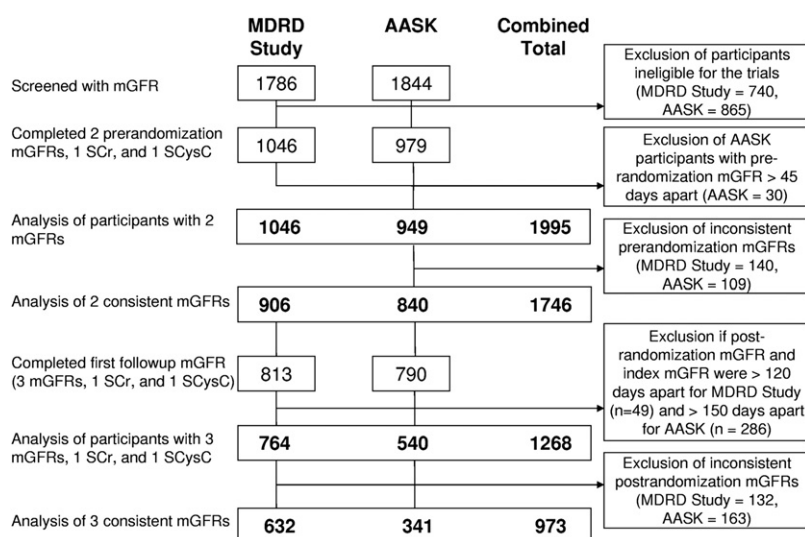 MDRD
Study
AASK
Combined
Total
Screened with mGFR
1786
1844
Exclusion of participants
ineligible for the trials
(MDRD Study = 740,
AASK = 865)
Completed 2 prerandomization
mGFRs, 1 SCr, and 1 SCysC
1046
979
Exclusion of AASK
participants with pre-
randomization mGFR > 45
days apart (AASK = 30)
Analysis of participants with 2
mGFRs
1046
949
1995
Exclusion of inconsistent
prerandomization mGFRs
(MDRD Study = 140,
AASK = 109)
Analysis of 2 consistent mGFRs
906
840
1746
Exclusion if post-
randomization mGFR and
index mGFR were > 120
days apart for MDRD Study
(n=49) and > 150 days apart
for AASK (n = 286)
Completed first followup mGFR
(3 mGFRs, 1 SCr, and 1 SCysC)
813
790
Analysis of participants with 3
mGFRs, 1 SCr, and 1 SCysC
764
540
1268
Exclusion of inconsistent
postrandomization mGFRs
(MDRD Study = 132,
AASK = 163)
Analysis of 3 consistent mGFRs
632
341
973